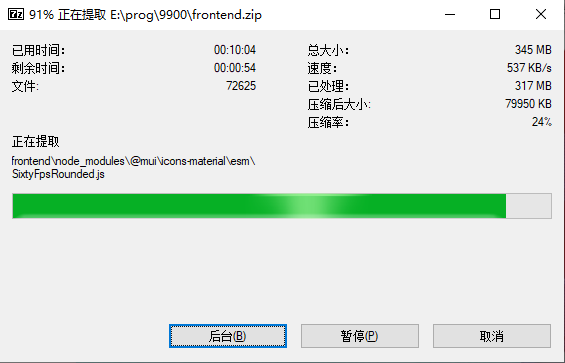 7z 91% 正在提取 E:\prog\9900\frontend.zip
已用时间: 00:10:04
剩余时间: 00:00:54
文件: 72625
总大小: 345 MB
速度: 537 KB/s
已处理: 317 MB
压缩后大小: 79950 KB
压缩率: 24%
正在提取
frontend\node_modules\@mui\icons-material\esm\
SixtyFpsRounded.js
后台(B)
暂停(P)
取消